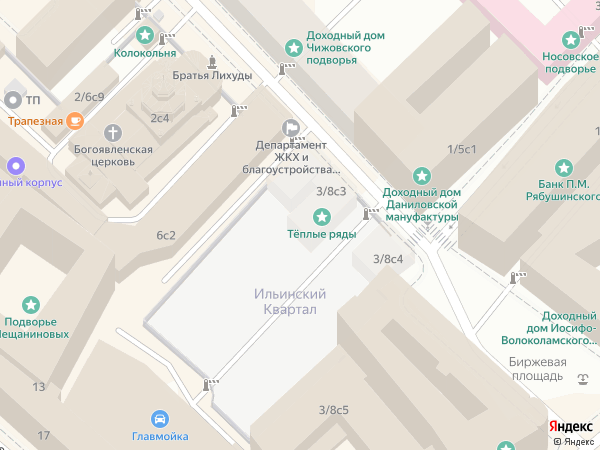 Колокольня
Доходный дом
Чижовского
подворья
Носовское
подворье
Братья Лихуды
ТП
2/6с9
Трапезная
2с4
Богоявленская
церковь
Департамент
ЖКХ и
благоустройства...
1/5с1
ный корпус
3/8с3
Доходный дом
Даниловской
мануфактуры
Банк П.М.
Рябушинского
6с2
Тёплые ряды
3/8с4
Ильинский
Квартал
Подворье
Мещаниновых
Доходный
дом Иосифо-
Волоколамского...
Биржевая
площадь
13
3/8с5
17
Главмойка
Яндекс
© Яндекс